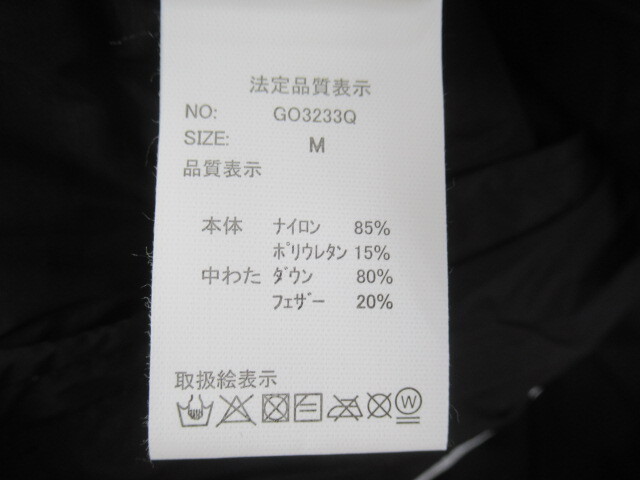 法定品質表示
NO: GO3233Q
SIZE: M
品質表示
本体 ﾅｲﾛﾝ 85%
ﾎﾟﾘｳﾚﾀﾝ 15%
中わた ﾀﾞｳﾝ 80%
ﾌｪｻﾞｰ 20%
取扱絵表示
W